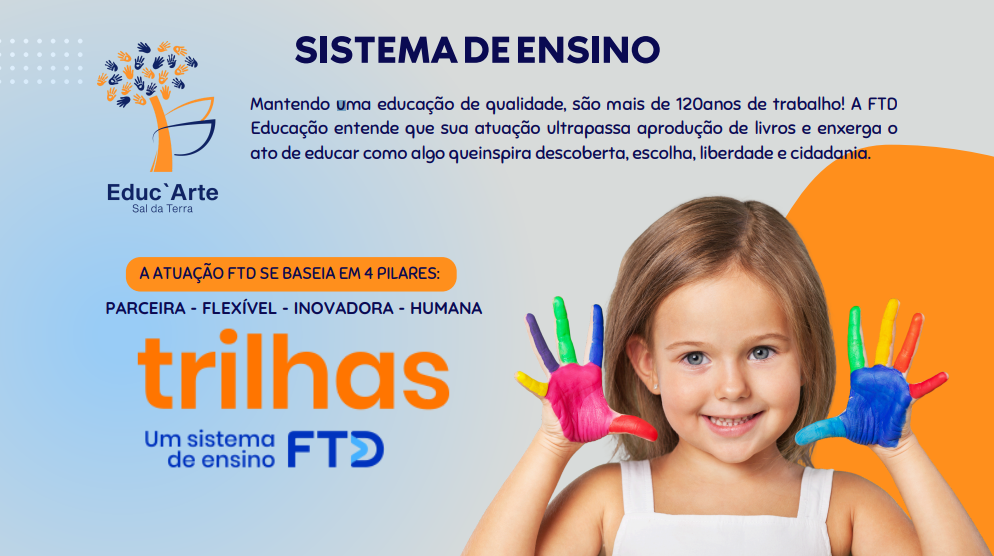 SISTEMA DE ENSINO
Mantendo uma educação de qualidade, são mais de 120anos de trabalho! A FTD
Educação entende que sua atuação ultrapassa aprodução de livros e enxerga o
ato de educar como algo queinspira descoberta, escolha, liberdade e cidadania.
Educ`Arte
Sal da Terra
A ATUAÇÃO FTD SE BASEIA EM 4 PILARES:
PARCEIRA - FLEXÍVEL - INOVADORA - HUMANA
trilhas
Um sistema
de ensino
FTD